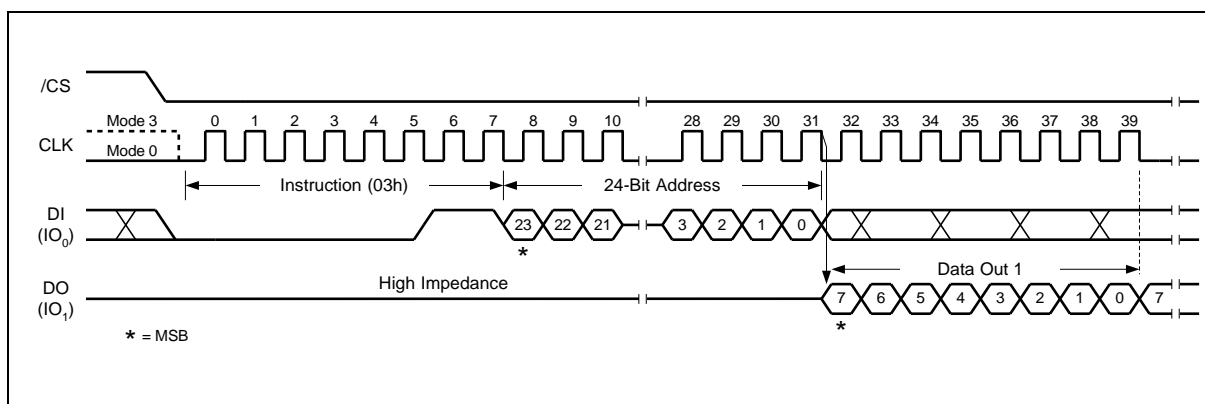 /CS
Mode 3
0 1 2 3 4 5 6 7 8 9 10 28 29 30 31 32 33 34 35 36 37 38 39
CLK
Mode 0
Instruction (03h)
24-Bit Address
DI
(IO0)
23 22 21 3 2 1 0
*
Data Out 1
High Impedance
DO
(IO1)
7 6 5 4 3 2 1 0 7
*
* = MSB